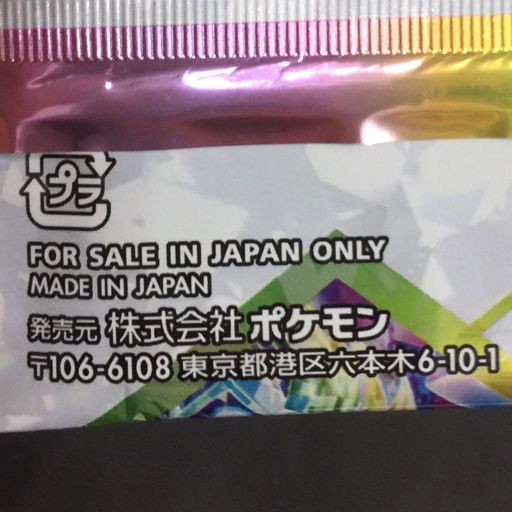 プラ
FOR SALE IN JAPAN ONLY
MADE IN JAPAN
発売元 株式会社 ポケモン
〒106-6108 東京都港区六本木6-10-1